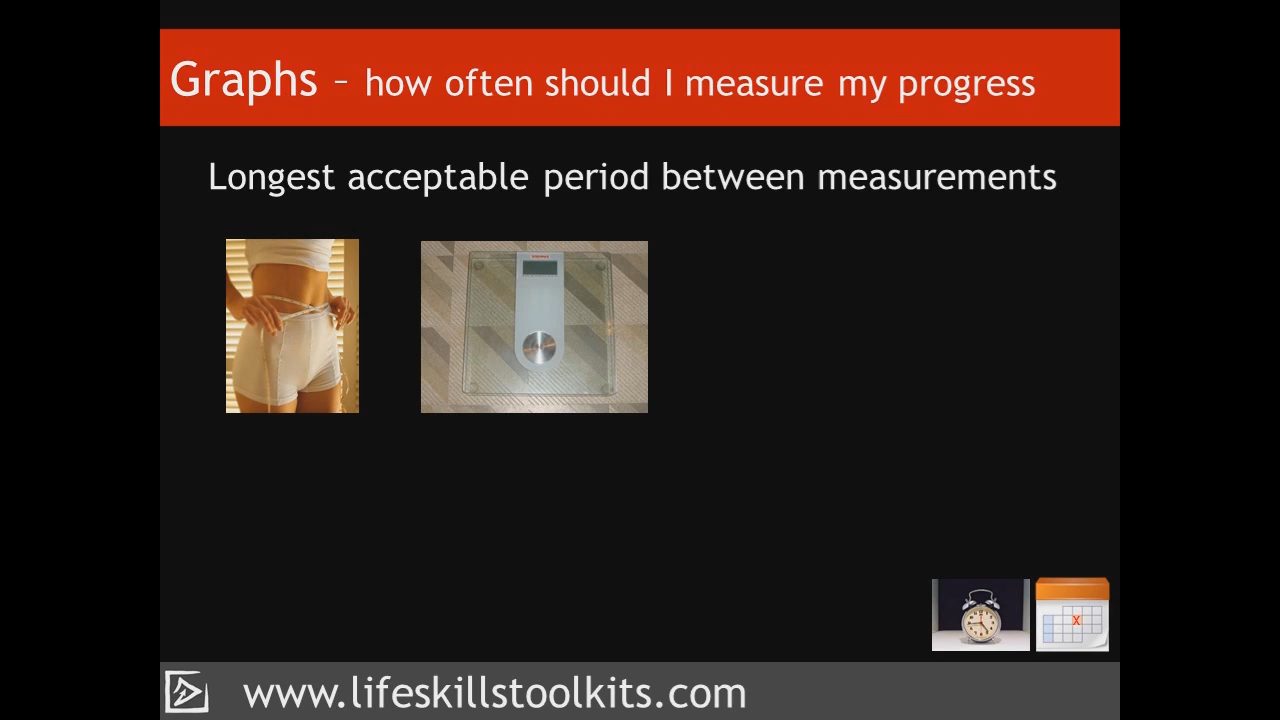 Graphs – how often should I measure my progress
Longest acceptable period between measurements
X
www.lifeskillstoolkits.com